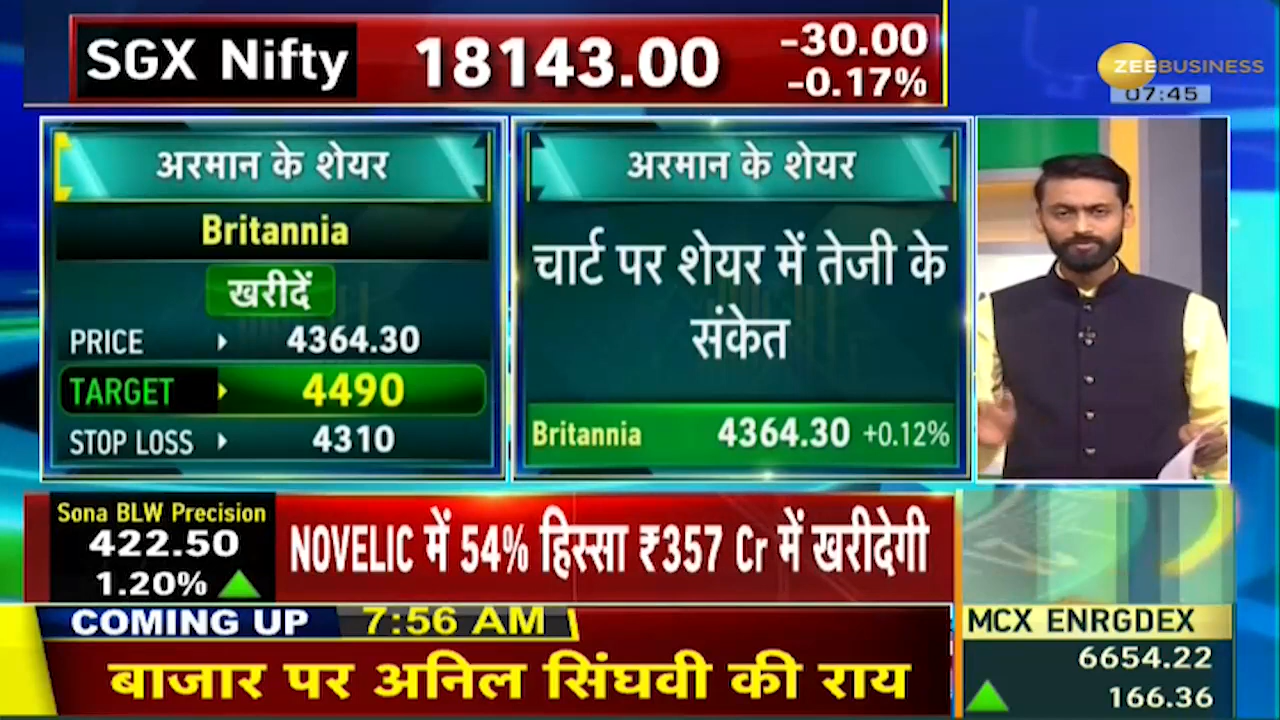 SGX Nifty 18143.00 -30.00
-0.17%
ZEEBUSINESS
07:45
अरमान के शेयर
Britannia
खरीदें
PRICE 4364.30
TARGET 4490
STOP LOSS 4310
अरमान के शेयर
चार्ट पर शेयर में तेजी के
संकेत
Britannia 4364.30 +0.12%
Sona BLW Precision
422.50
1.20%
NOVELIC में 54% हिस्सा ₹357 Cr में खरीदेगी
COMING UP 7:56 AM
बाजार पर अनिल सिंघवी की राय
MCX ENRGDEX
6654.22
166.36